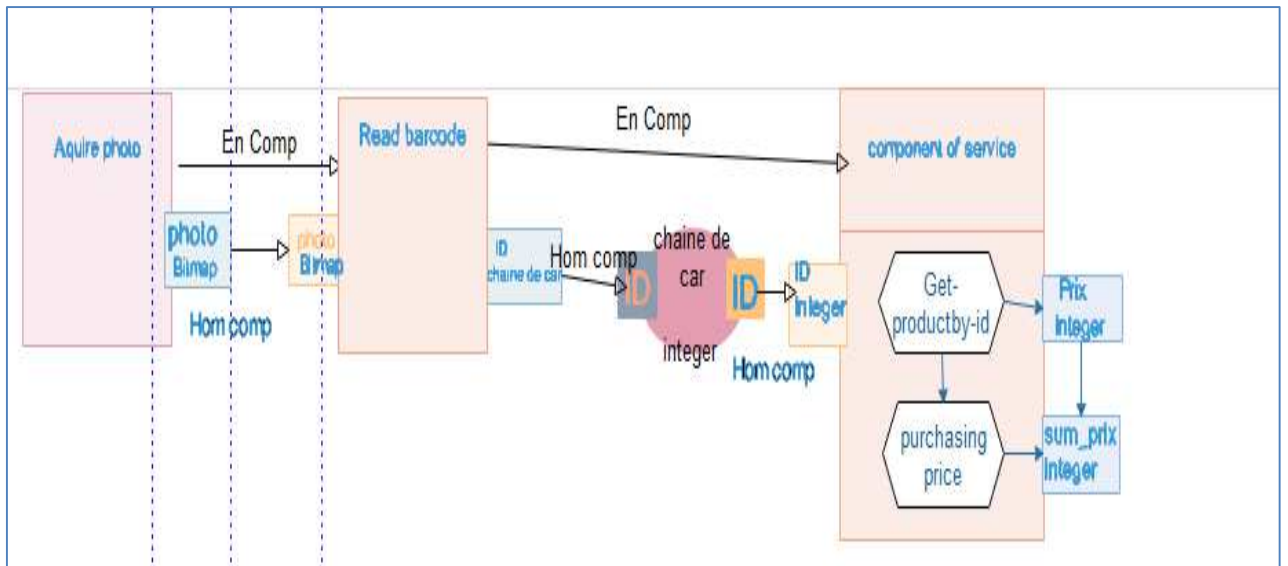 Aquire photo
En Comp
Read barcode
En Comp
component of service
photo
Bitmap
photo
Bitmap
Hom comp
ID
chaine de car
Hom comp
ID
chaine de
car
integer
ID
Hom comp
ID
Integer
Get-
productby-id
Prix
Integer
purchasing
price
sum_prix
Integer